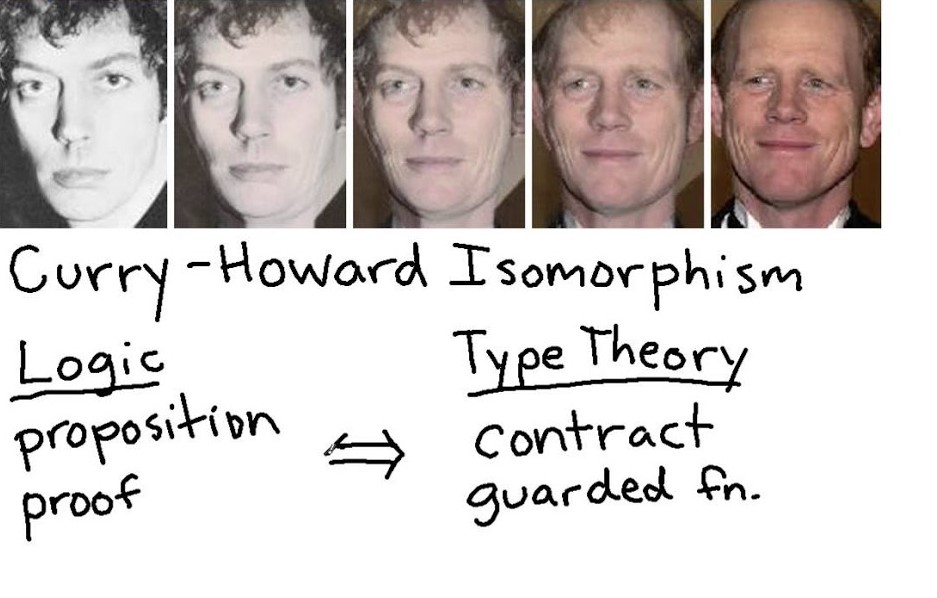 Curry-Howard Isomorphism
Logic
Type Theory
proposition
proof
⇔
contract
guarded fn.